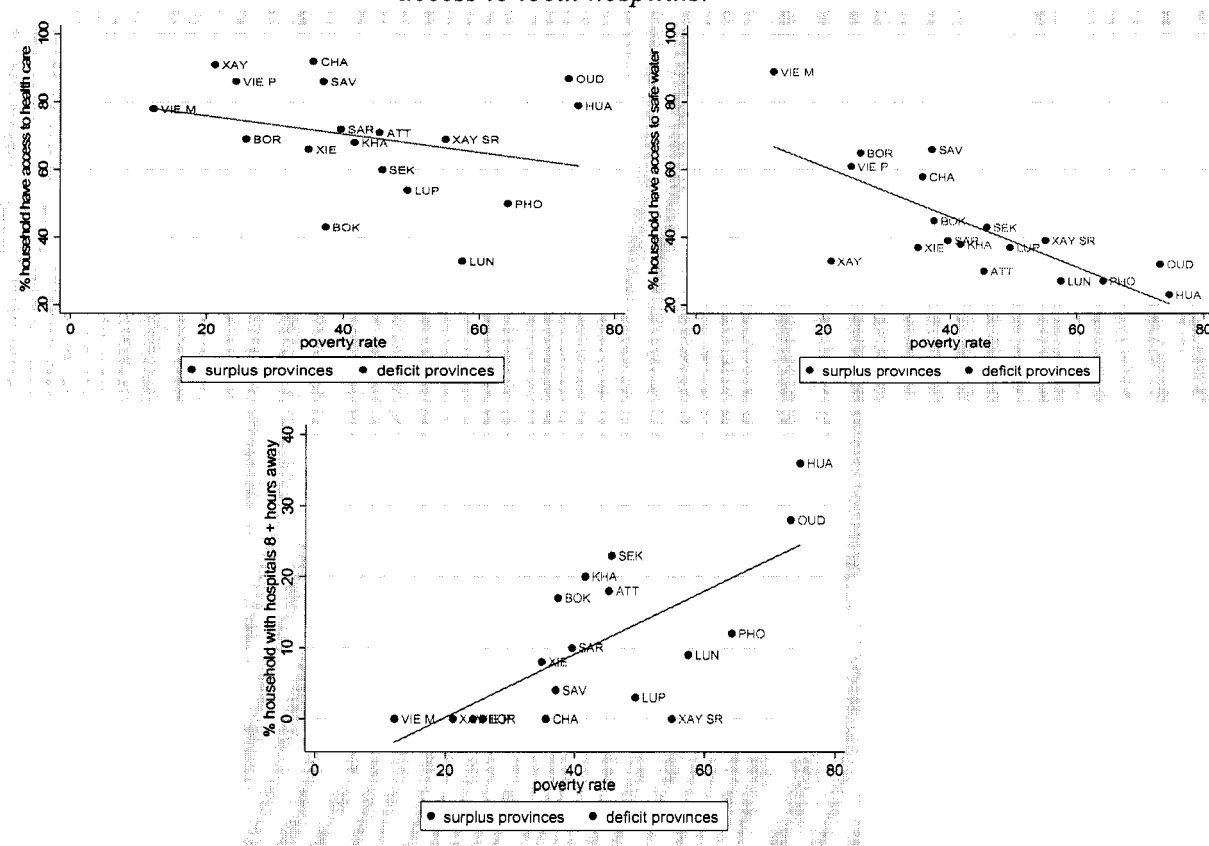 access to local hospitals.
% household have access to health care
100
80
60
40
20
XAY
CHA
VIE P
SAV
OUD
VIE M
HUA
BOR
SAR
ATT
XIE
KHA
XAY SR
SEK
LUP
PHO
BOK
LUN
0 20 40 60 80
poverty rate
surplus provinces deficit provinces
% household have access to safe water
100
80
60
40
20
VIE M
BOR
SAV
VIE P
CHA
BOK
SEK
SAR
KHA
XIE
LUP
XAY SR
XAY
ATT
OUD
LUN
PHO
HUA
0 20 40 60 80
poverty rate
surplus provinces deficit provinces
% household with hospitals 8 + hours away
40
30
20
10
0
HUA
OUD
SEK
KHA
ATT
BOK
PHO
SAR
XIE
LUN
SAV
LUP
VIE M
BOR
CHA
XAY SR
0 20 40 60 80
poverty rate
surplus provinces deficit provinces